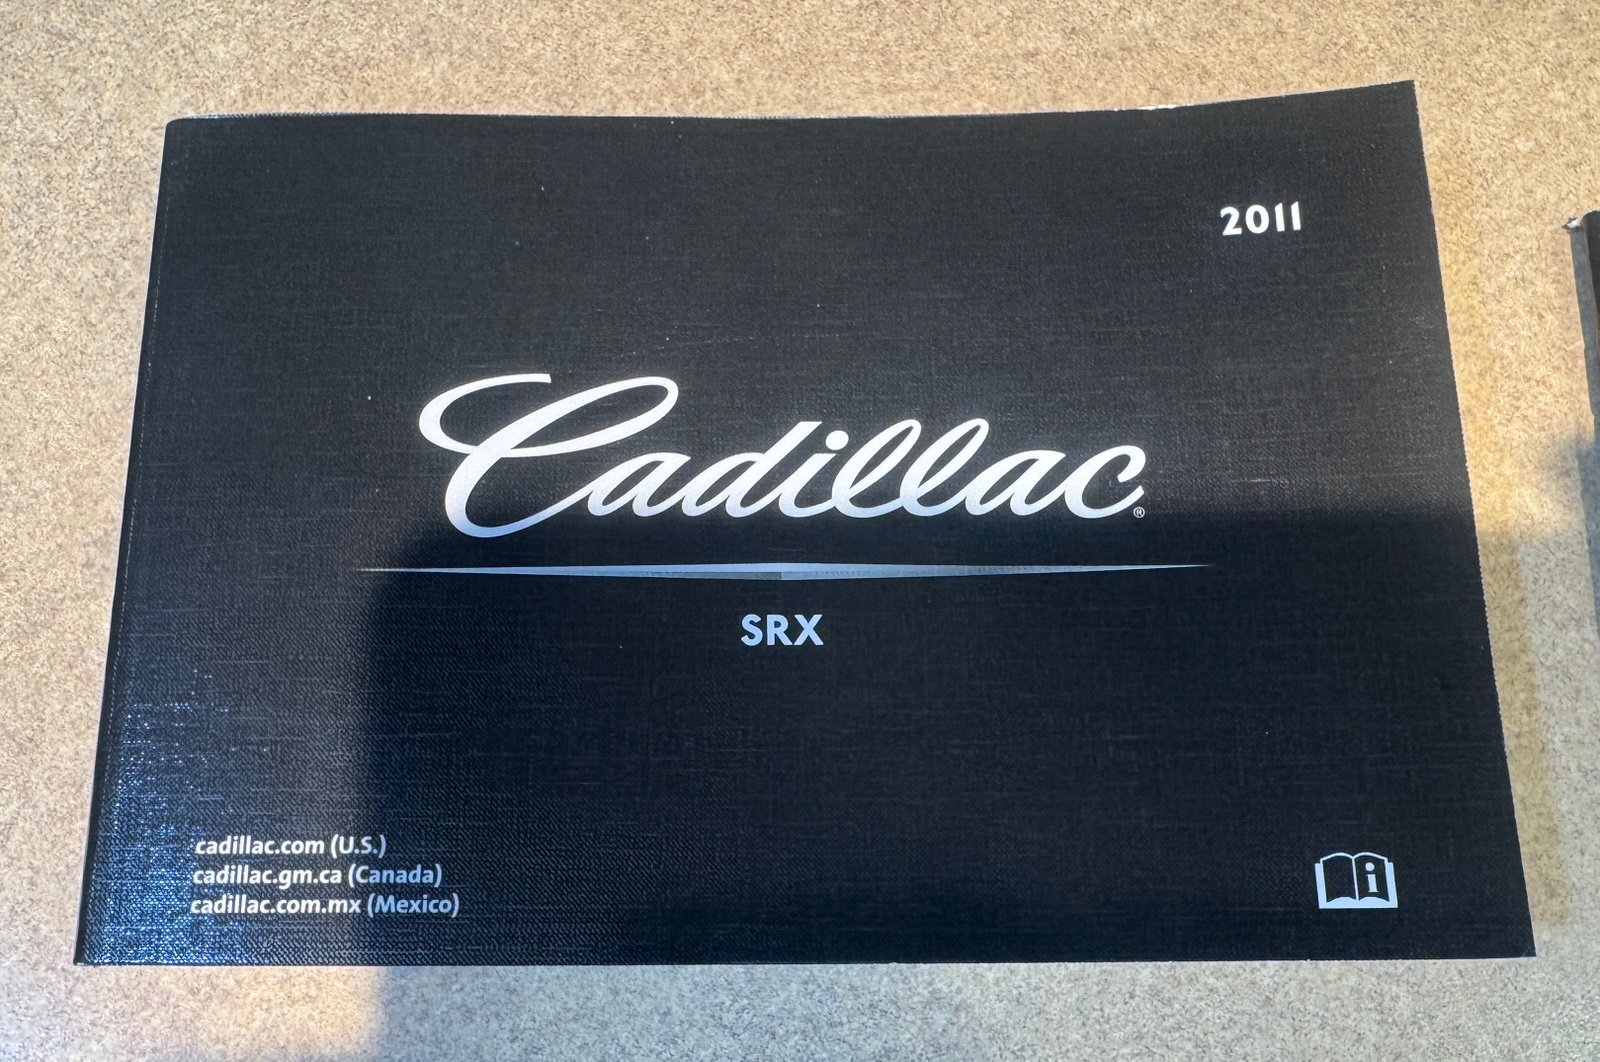 2011
Cadillac®
SRX
cadillac.com (U.S.)
cadillac.gm.ca (Canada)
cadillac.com.mx (Mexico)
i